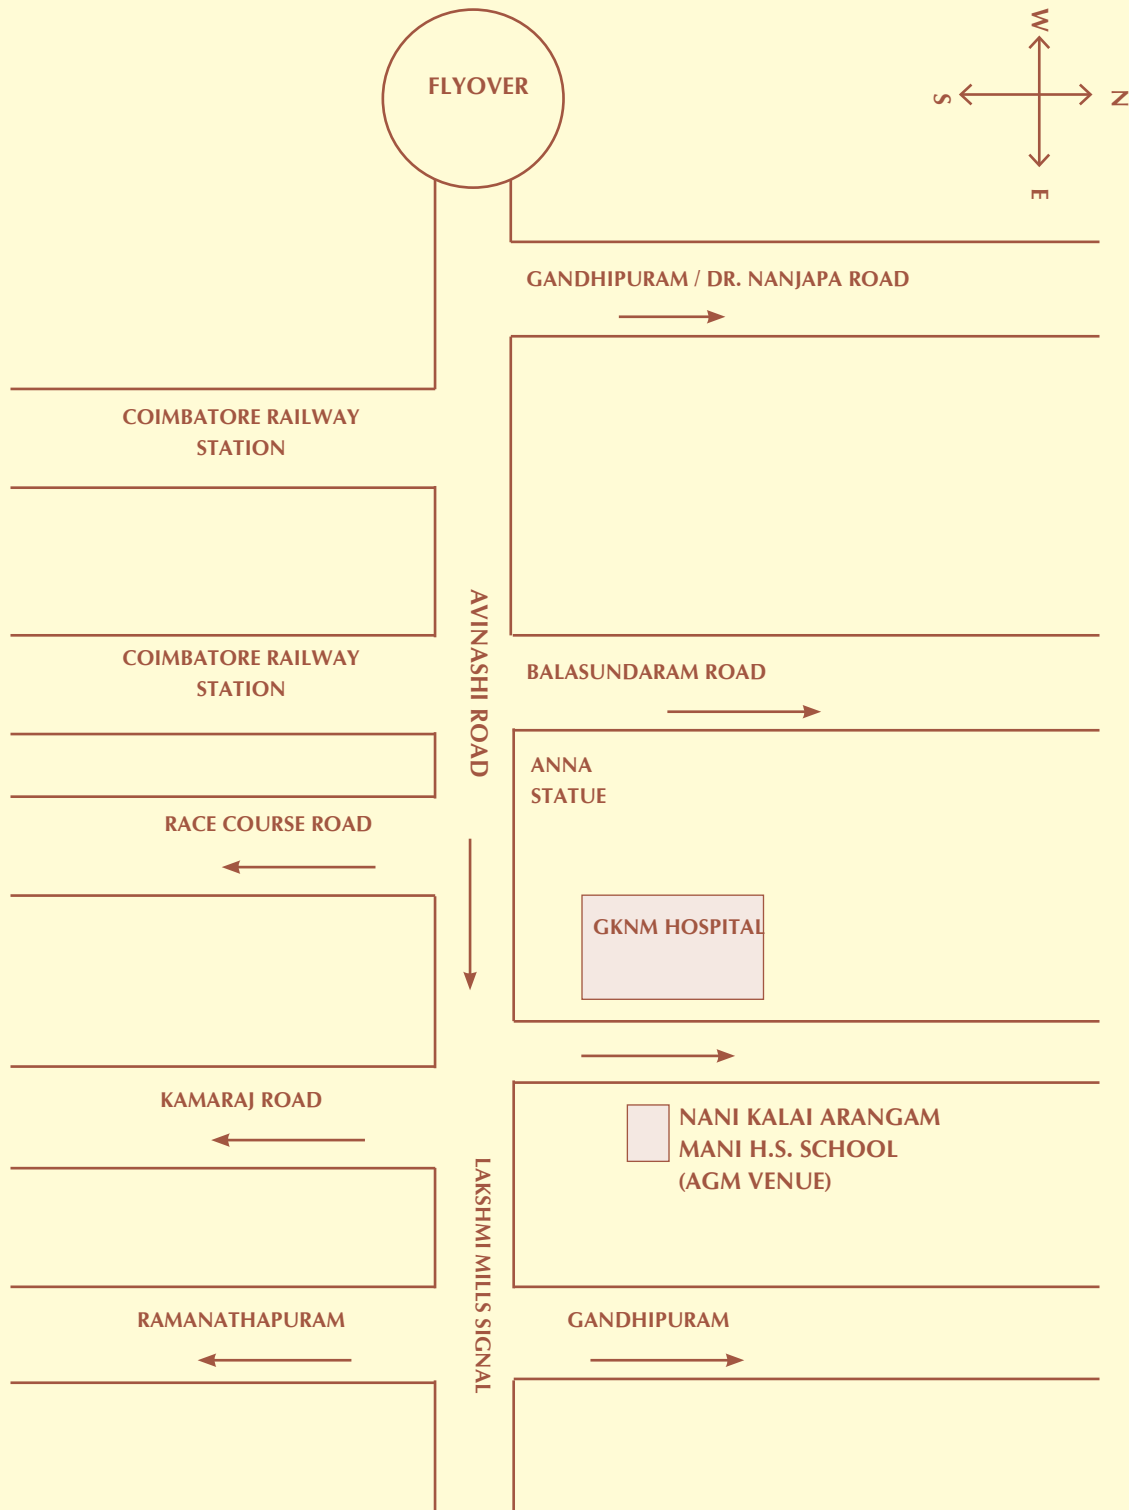 W
FLYOVER
S
N
E
GANDHIPURAM / DR. NANJAPA ROAD
COIMBATORE RAILWAY
STATION
AVINASHI ROAD
COIMBATORE RAILWAY
STATION
BALASUNDARAM ROAD
ANNA
STATUE
RACE COURSE ROAD
GKNM HOSPITAL
KAMARAJ ROAD
NANI KALAI ARANGAM
MANI H.S. SCHOOL
(AGM VENUE)
LAKSHMI MILLS SIGNAL
RAMANATHAPURAM
GANDHIPURAM